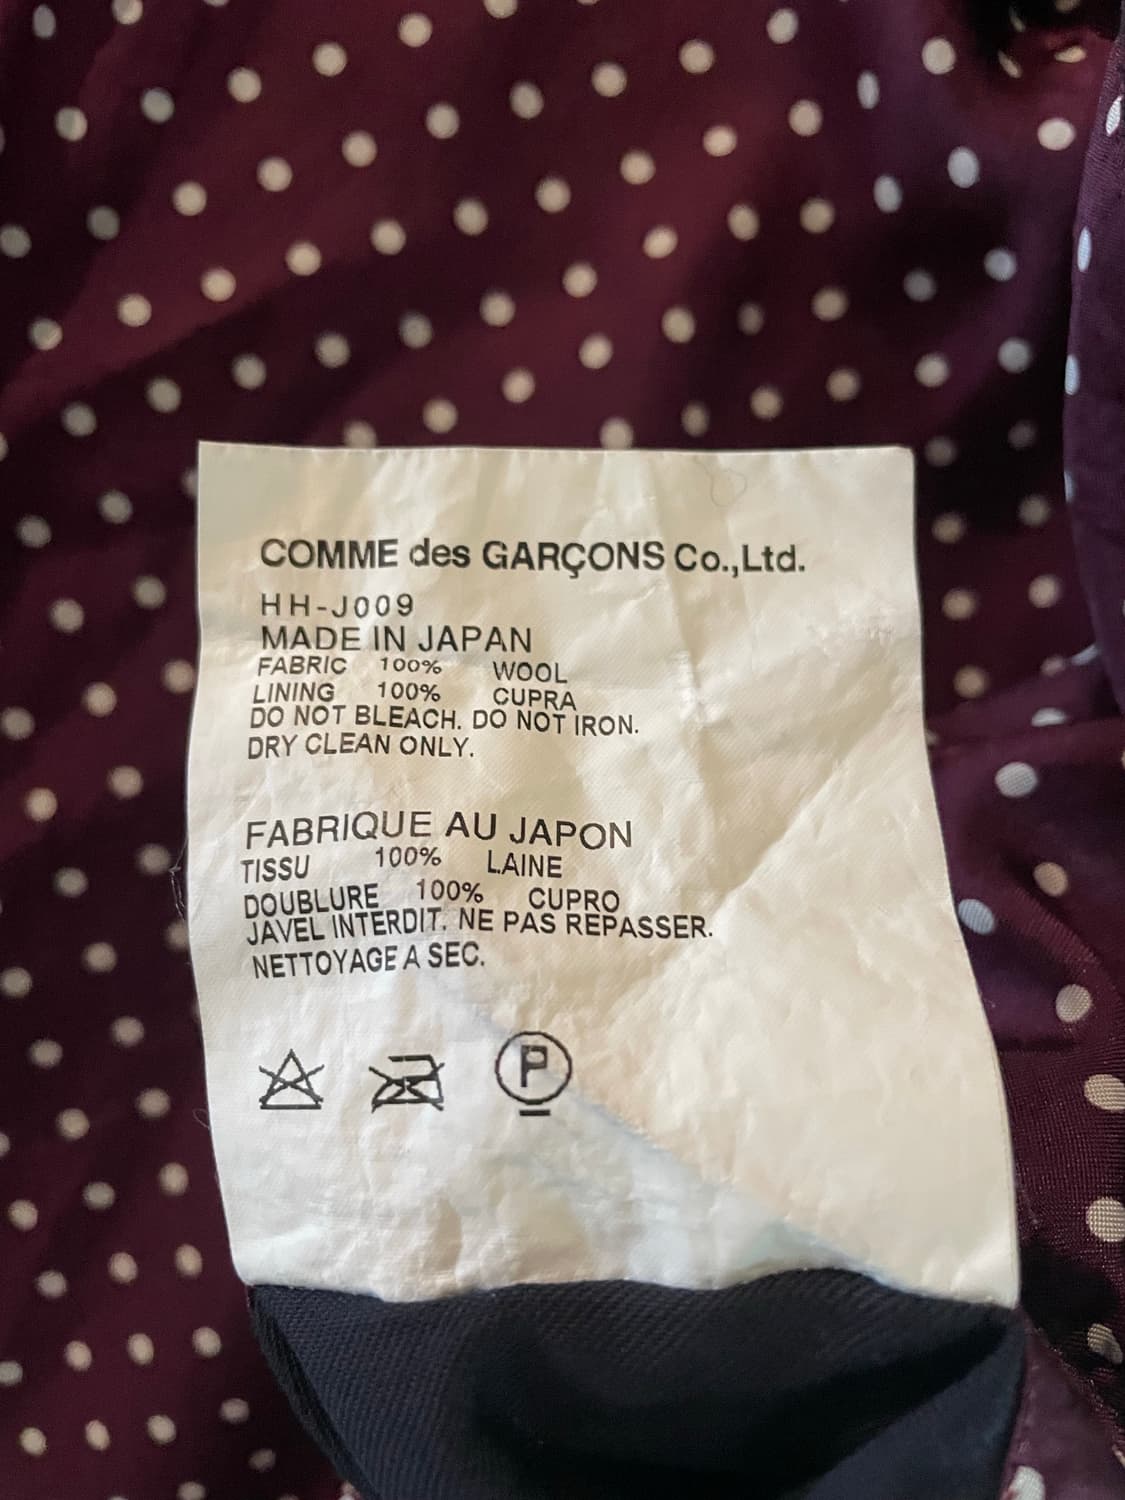 COMME des GARÇONS Co.,Ltd.
HH-J009
MADE IN JAPAN
FABRIC 100% WOOL
LINING 100% CUPRA
DO NOT BLEACH. DO NOT IRON.
DRY CLEAN ONLY.
FABRIQUE AU JAPON
TISSU 100% LAINE
DOUBLURE 100% CUPRO
JAVEL INTERDIT. NE PAS REPASSER.
NETTOYAGE A SEC.
P